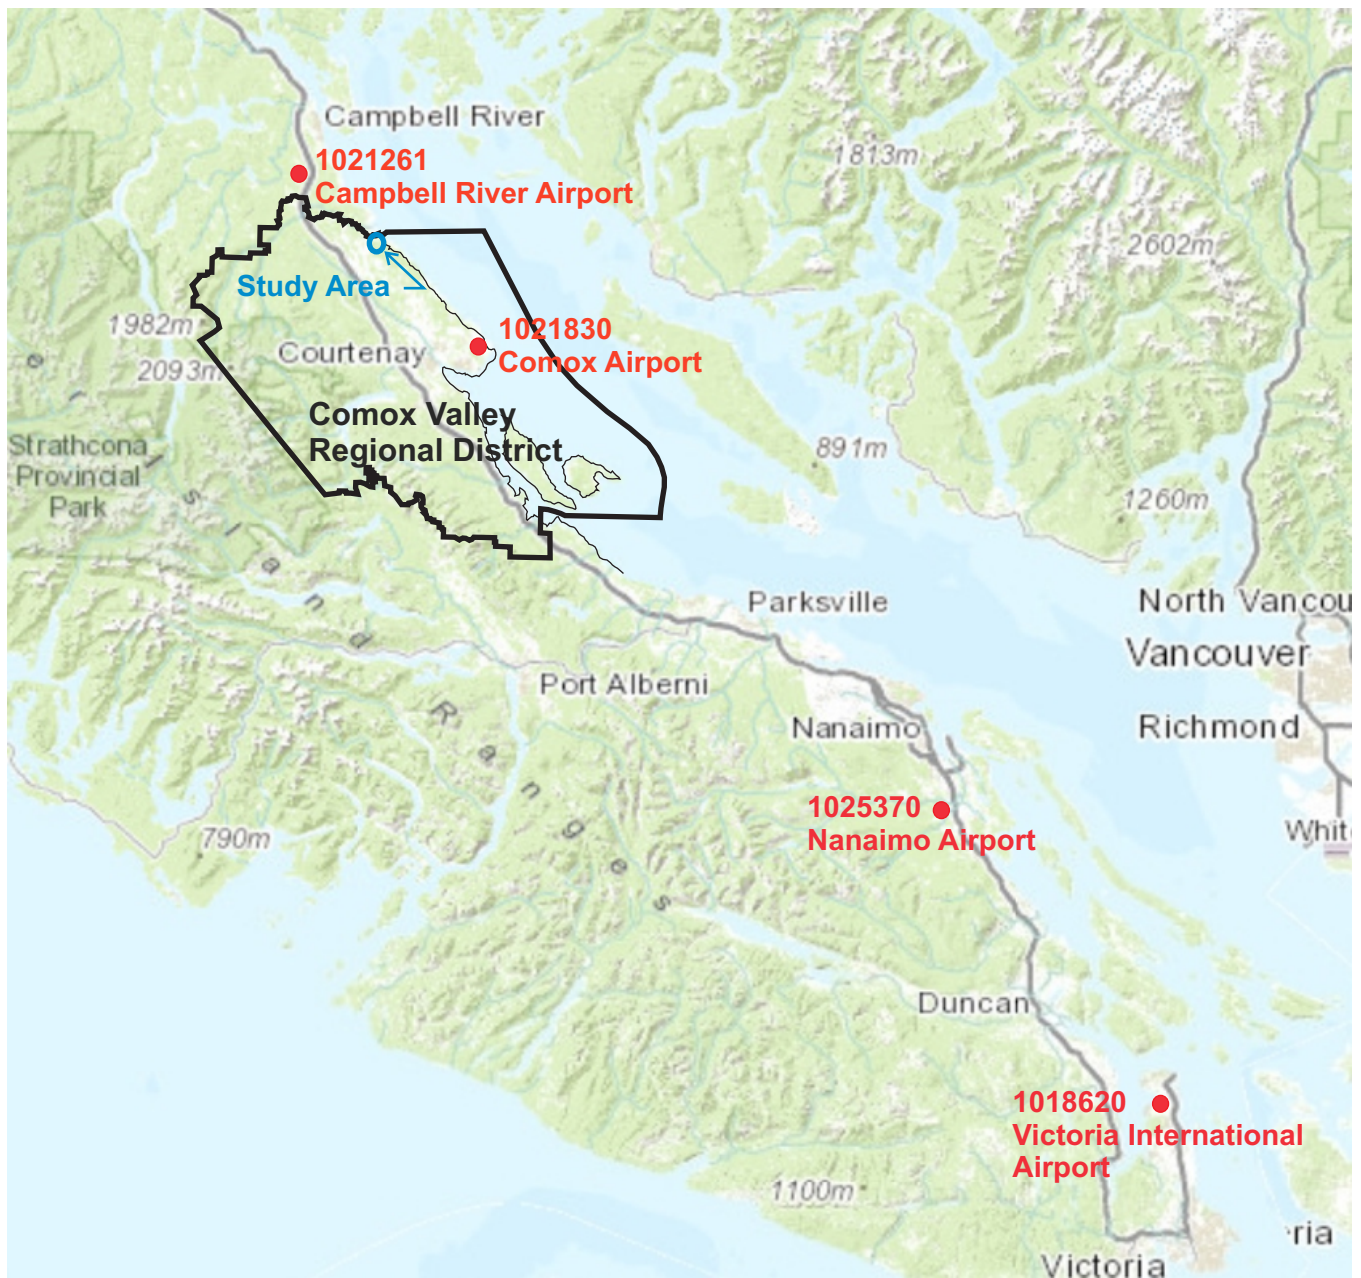 Campbell River
1021261
Campbell River Airport
1813m
2602m
Study Area
1982m
1021830
Comox Airport
Courtenay
2093m
Comox Valley
Regional District
Strathcona
Provincial
Park
891m
1260m
Island Ranges
Parksville
North Vancou
Vancouver
Port Alberni
Richmond
Nanaimo
1025370
Nanaimo Airport
790m
Whit
Duncan
1018620
Victoria International
Airport
1100m
ria
Victoria